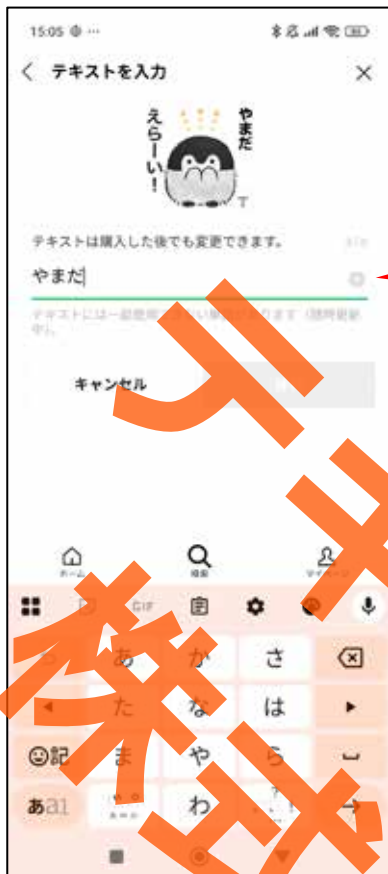 15:05
テキストを入力
えらーい!
やまだ
テキストは購入した後でも変更できます。
やまだ
キャンセル
ホーム
検索
GIF
あ
か
さ
た
な
は
記
ま
や
ら
あa1
わ
テキ
株式